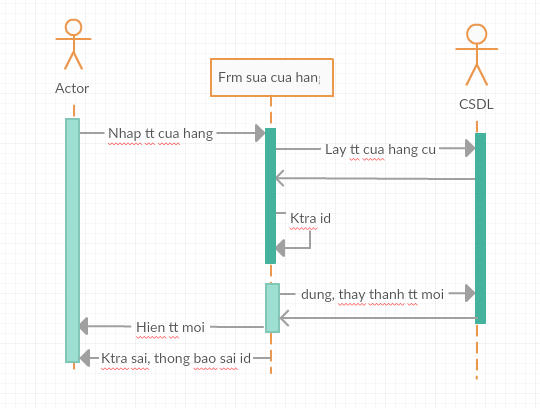 Frm sua cua hang
Actor
CSDL
Nhap tt cua hang
Lay tt cua hang cu
Ktra id
dung, thay thanh tt moi
Hien tt moi
Ktra sai, thong bao sai id